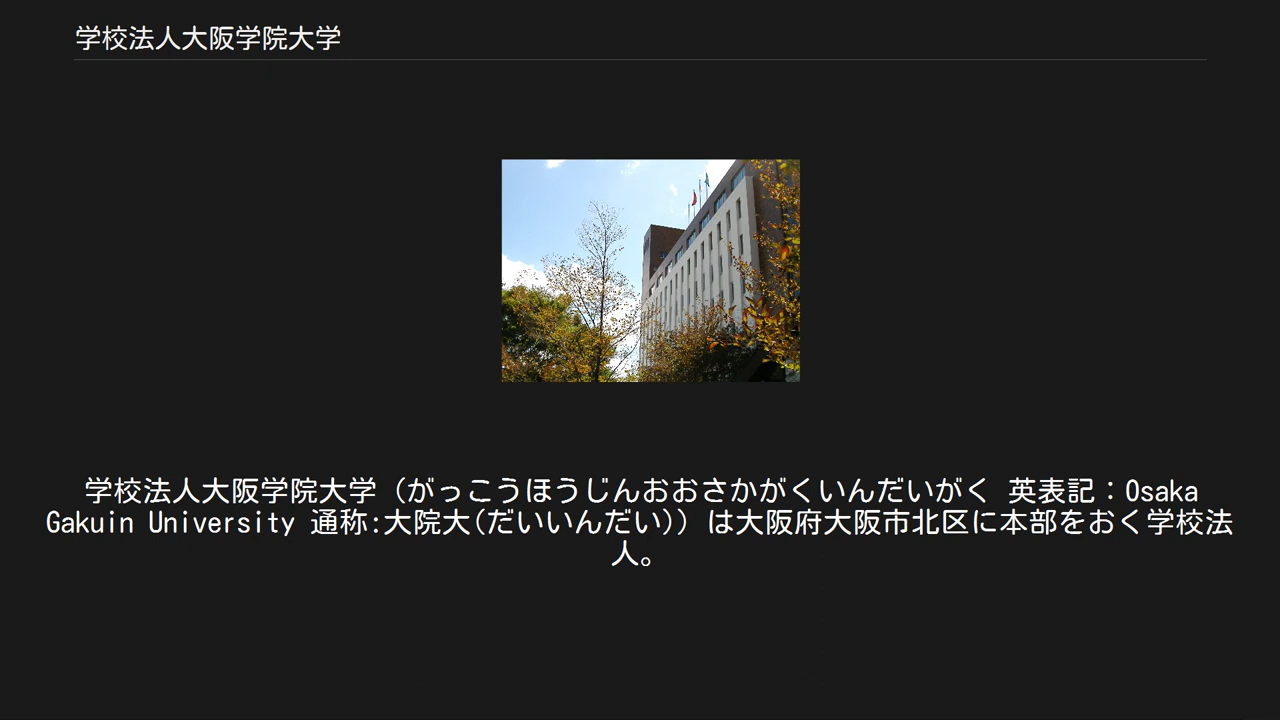 学校法人大阪学院大学
学校法人大阪学院大学（がっこうほうじんおおさかがくいんだいがく 英表記：Osaka
Gakuin University 通称:大院大(だいいんだい)）は大阪府大阪市北区に本部をおく学校法
人。